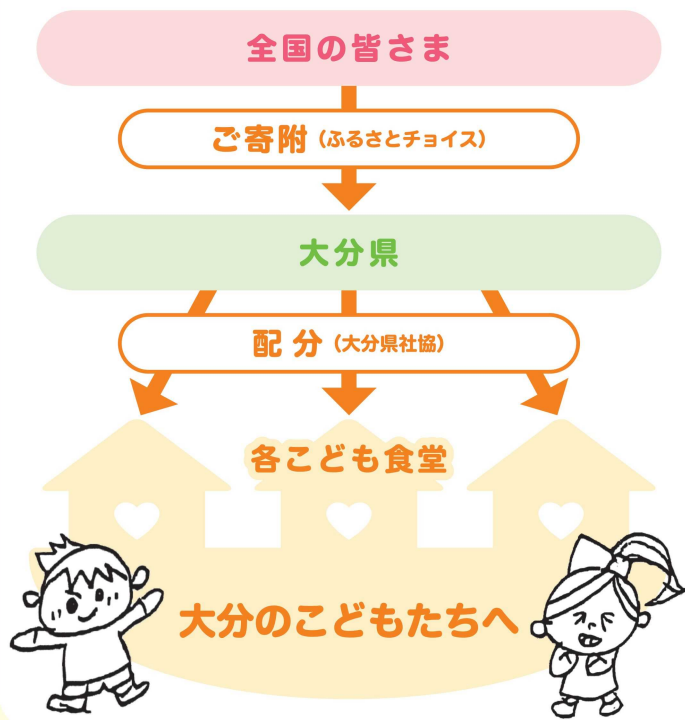 全国の皆さま
ご寄附（ふるさとチョイス）
大分県
配分（大分県社協）
各こども食堂
大分のこどもたちへ